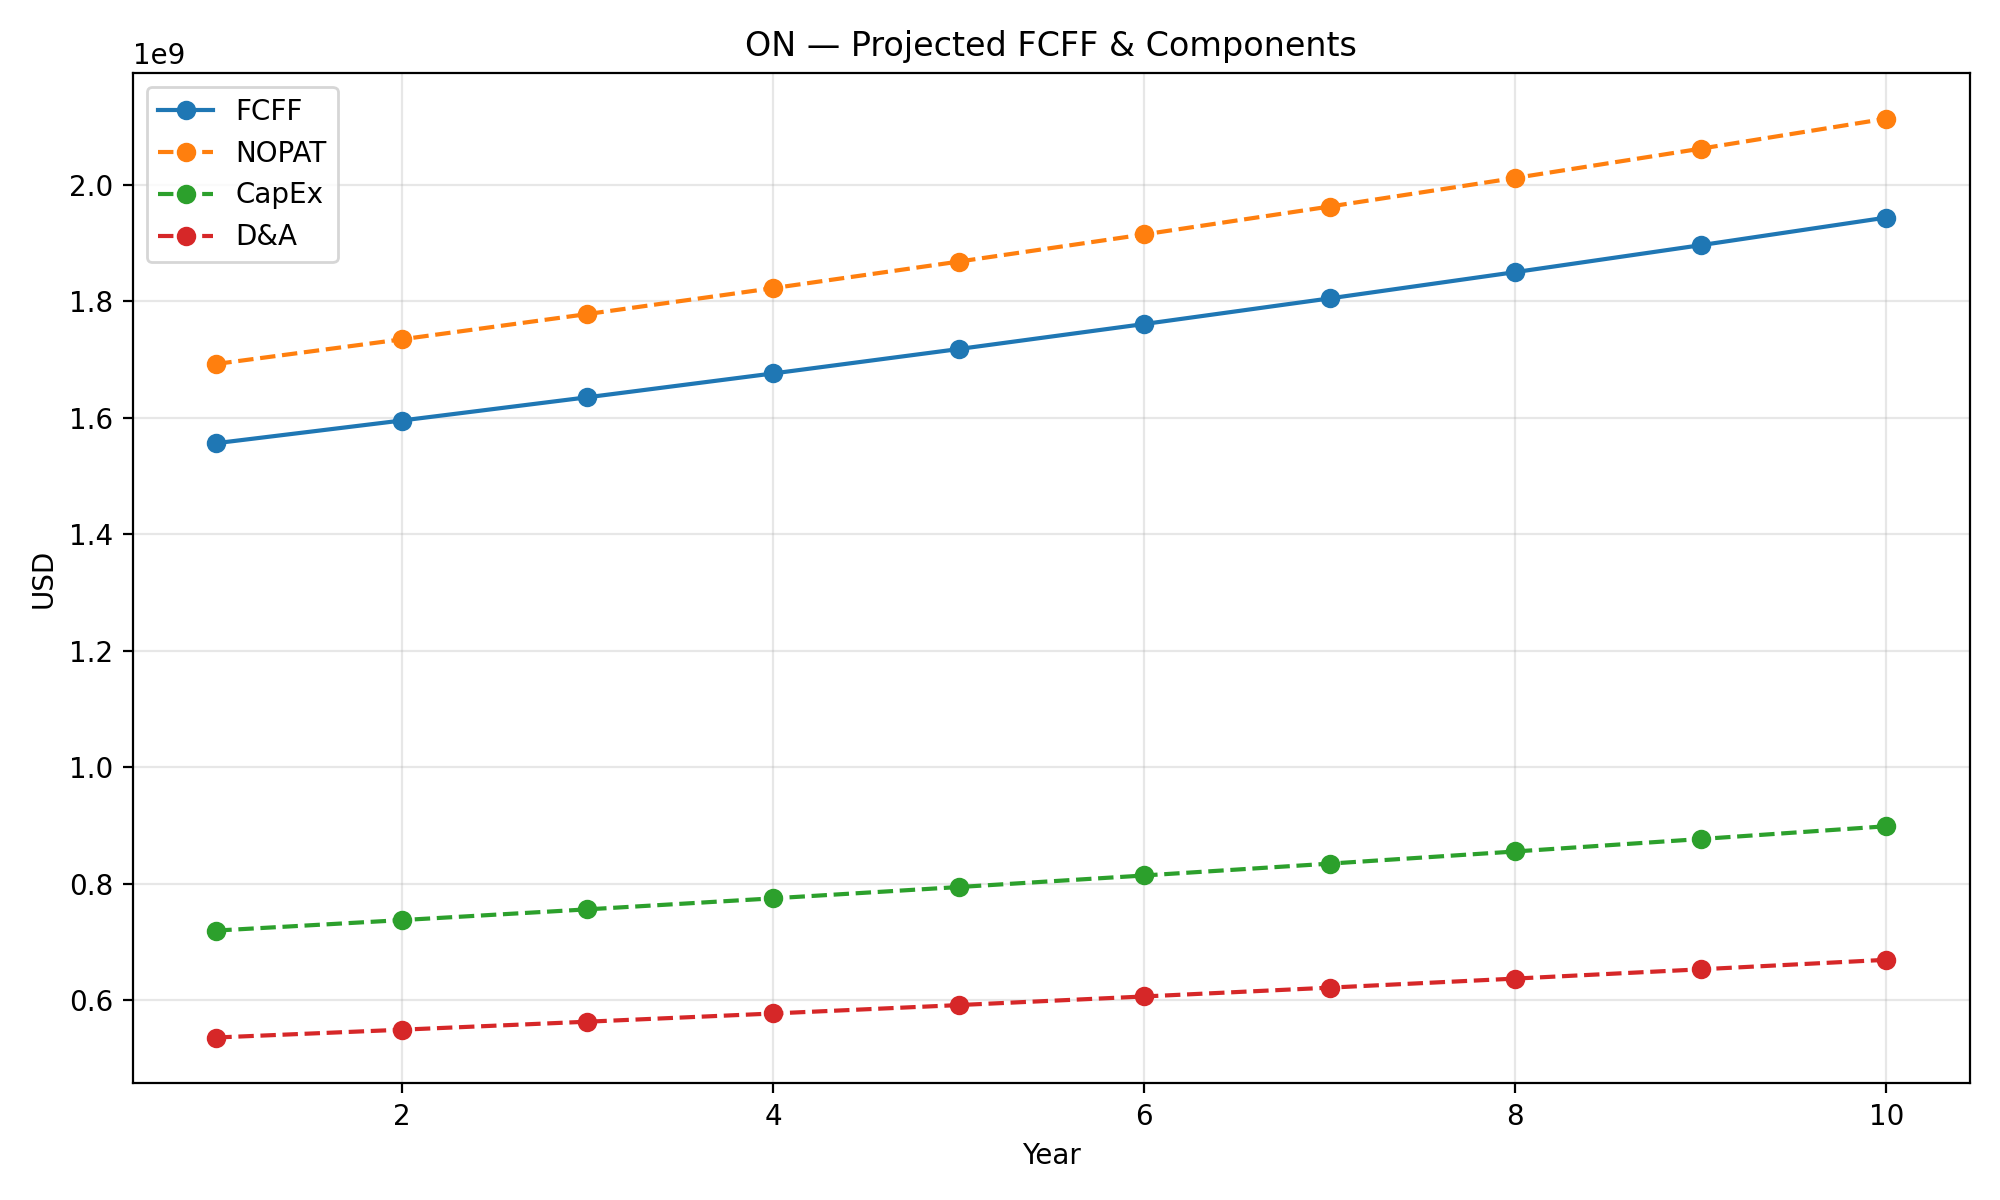 ON — Projected FCFF & Components
1e9
FCFF
NOPAT
CapEx
D&A
2.0
1.8
1.6
1.4
1.2
1.0
0.8
0.6
USD
2 4 6 8 10
Year